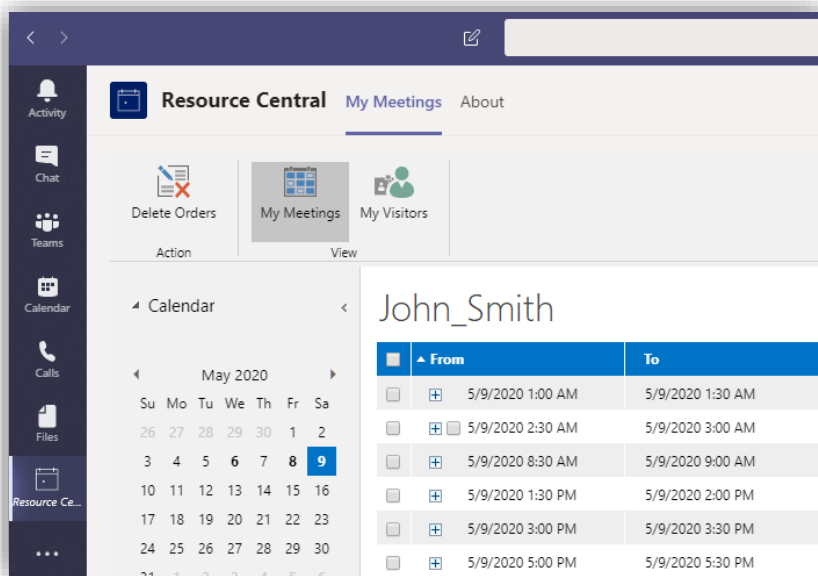 Activity
Chat
Teams
Calendar
Calls
Files
Resource Ce...
Resource Central My Meetings About
Delete Orders My Meetings My Visitors
Action View
Calendar
May 2020
Su Mo Tu We Th Fr Sa
26 27 28 29 30 1 2
3 4 5 6 7 8 9
10 11 12 13 14 15 16
17 18 19 20 21 22 23
24 25 26 27 28 29 30
31 1 2 3 4 5 6
John_Smith
From To
5/9/2020 1:00 AM 5/9/2020 1:30 AM
5/9/2020 2:30 AM 5/9/2020 3:00 AM
5/9/2020 8:30 AM 5/9/2020 9:00 AM
5/9/2020 1:30 PM 5/9/2020 2:00 PM
5/9/2020 3:00 PM 5/9/2020 3:30 PM
5/9/2020 5:00 PM 5/9/2020 5:30 PM